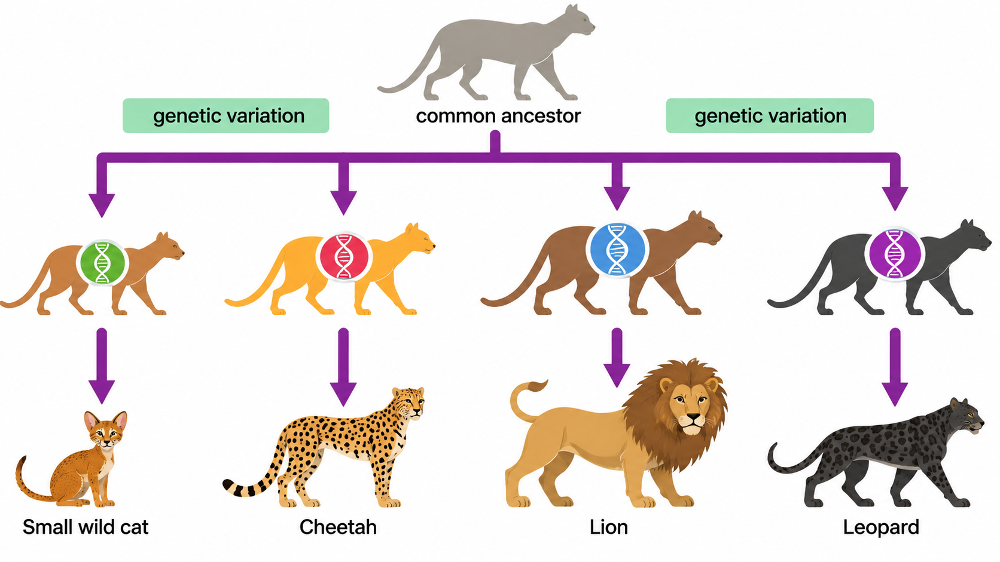 genetic variation
common ancestor
genetic variation
Small wild cat
Cheetah
Lion
Leopard